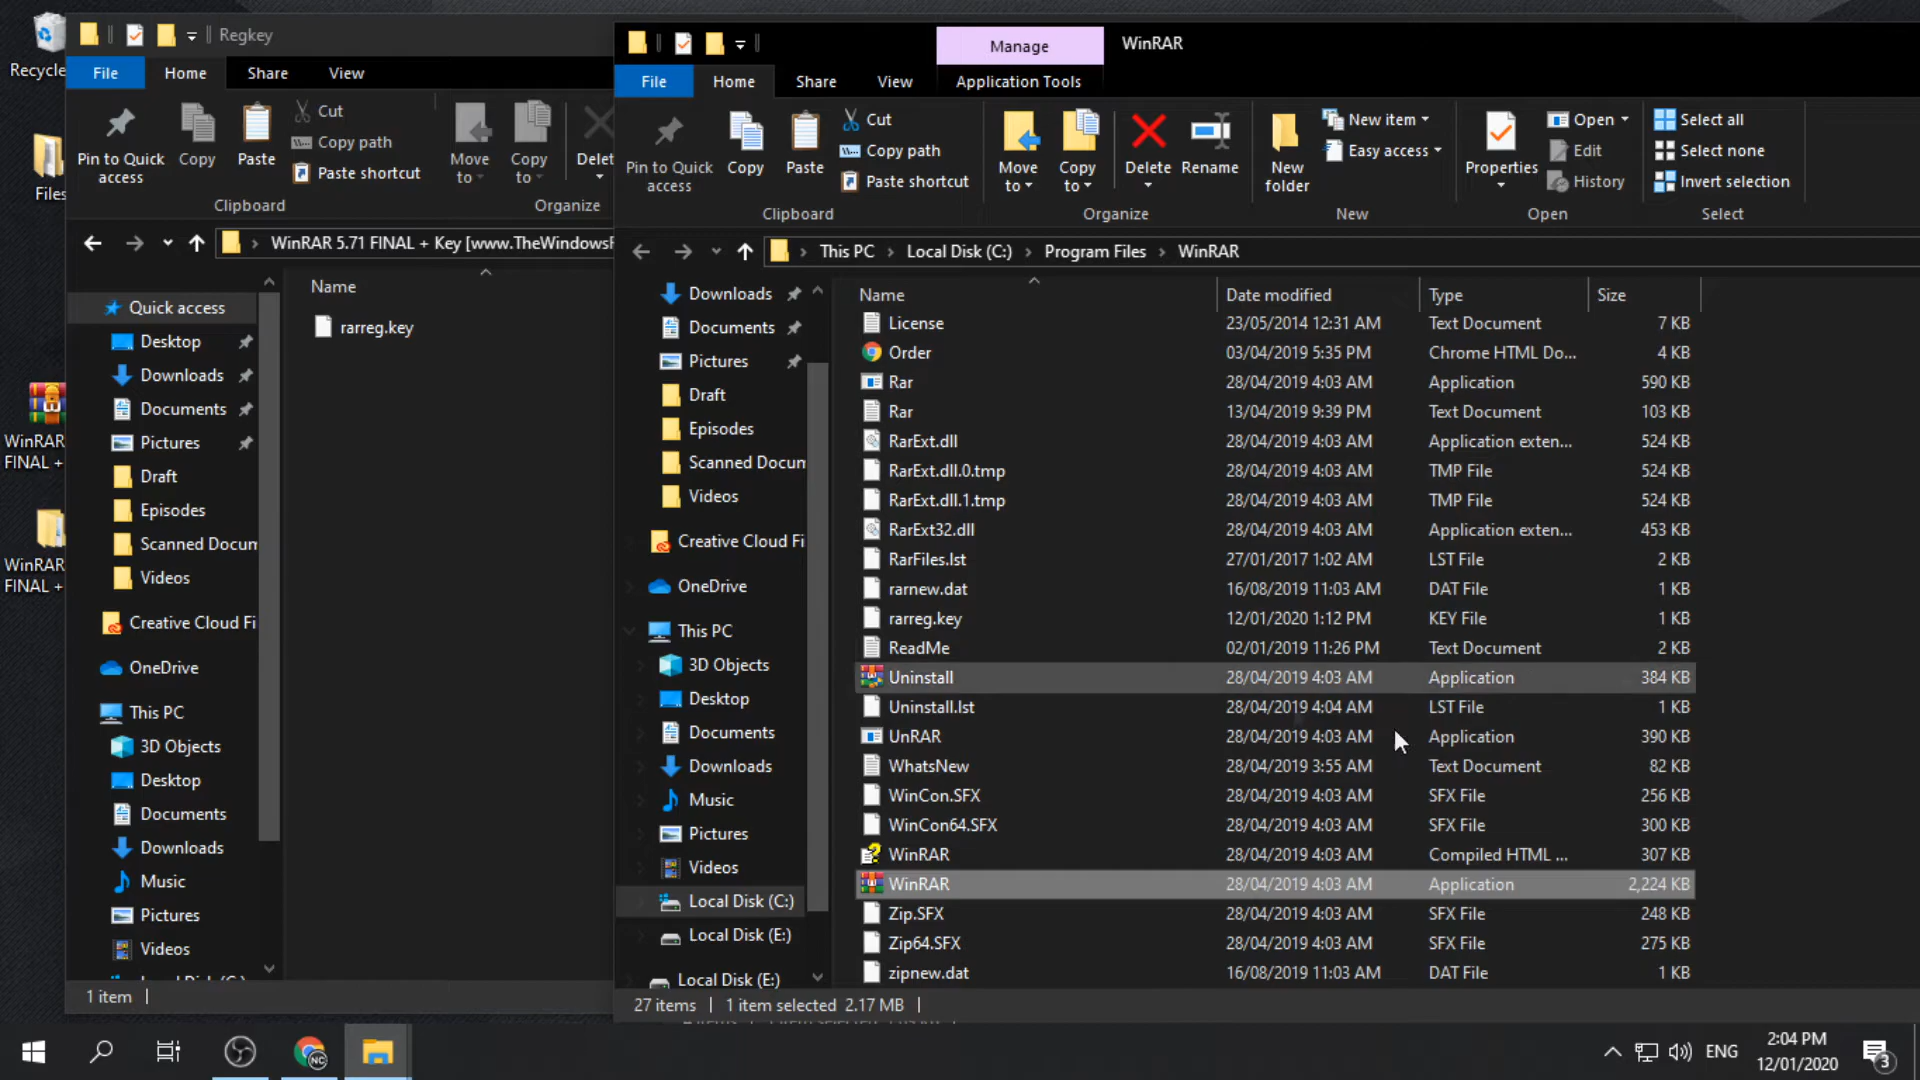 Recycle
Files
WinRAR
FINAL +
WinRAR
FINAL +
Regkey
File
Home
Share
View
Pin to Quick
access
Copy
Paste
Cut
Copy path
Paste shortcut
Clipboard
Move
to
Copy
to
Delet
Organize
WinRAR 5.71 FINAL + Key [www.TheWindowsF
Name
rarreg.key
Quick access
Desktop
Downloads
Documents
Pictures
Draft
Episodes
Scanned Docum
Videos
Creative Cloud Fi
OneDrive
This PC
3D Objects
Desktop
Documents
Downloads
Music
Pictures
Videos
1 item
Manage
WinRAR
File
Home
Share
View
Application Tools
Pin to Quick
access
Copy
Paste
Cut
Copy path
Paste shortcut
Clipboard
Move
to
Copy
to
Delete
Rename
Organize
New
folder
New item
Easy access
New
Properties
Open
Edit
History
Open
Select all
Select none
Invert selection
Select
This PC > Local Disk (C:) > Program Files > WinRAR
Downloads
Documents
Pictures
Draft
Episodes
Scanned Docum
Videos
Creative Cloud Fi
OneDrive
This PC
3D Objects
Desktop
Documents
Downloads
Music
Pictures
Videos
Local Disk (C:)
Local Disk (E:)
Local Disk (E:)
Name Date modified Type Size
License 23/05/2014 12:31 AM Text Document 7 KB
Order 03/04/2019 5:35 PM Chrome HTML Do... 4 KB
Rar 28/04/2019 4:03 AM Application 590 KB
Rar 13/04/2019 9:39 PM Text Document 103 KB
RarExt.dll 28/04/2019 4:03 AM Application exten... 524 KB
RarExt.dll.0.tmp 28/04/2019 4:03 AM TMP File 524 KB
RarExt.dll.1.tmp 28/04/2019 4:03 AM TMP File 524 KB
RarExt32.dll 28/04/2019 4:03 AM Application exten... 453 KB
RarFiles.lst 27/01/2017 1:02 AM LST File 2 KB
rarnew.dat 16/08/2019 11:03 AM DAT File 1 KB
rarreg.key 12/01/2020 1:12 PM KEY File 1 KB
ReadMe 02/01/2019 11:26 PM Text Document 2 KB
Uninstall 28/04/2019 4:03 AM Application 384 KB
Uninstall.lst 28/04/2019 4:04 AM LST File 1 KB
UnRAR 28/04/2019 4:03 AM Application 390 KB
WhatsNew 28/04/2019 3:55 AM Text Document 82 KB
WinCon.SFX 28/04/2019 4:03 AM SFX File 256 KB
WinCon64.SFX 28/04/2019 4:03 AM SFX File 300 KB
WinRAR 28/04/2019 4:03 AM Compiled HTML ... 307 KB
WinRAR 28/04/2019 4:03 AM Application 2,224 KB
Zip.SFX 28/04/2019 4:03 AM SFX File 248 KB
Zip64.SFX 28/04/2019 4:03 AM SFX File 275 KB
zipnew.dat 16/08/2019 11:03 AM DAT File 1 KB
27 items 1 item selected 2.17 MB
NC
ENG
2:04 PM
12/01/2020
3